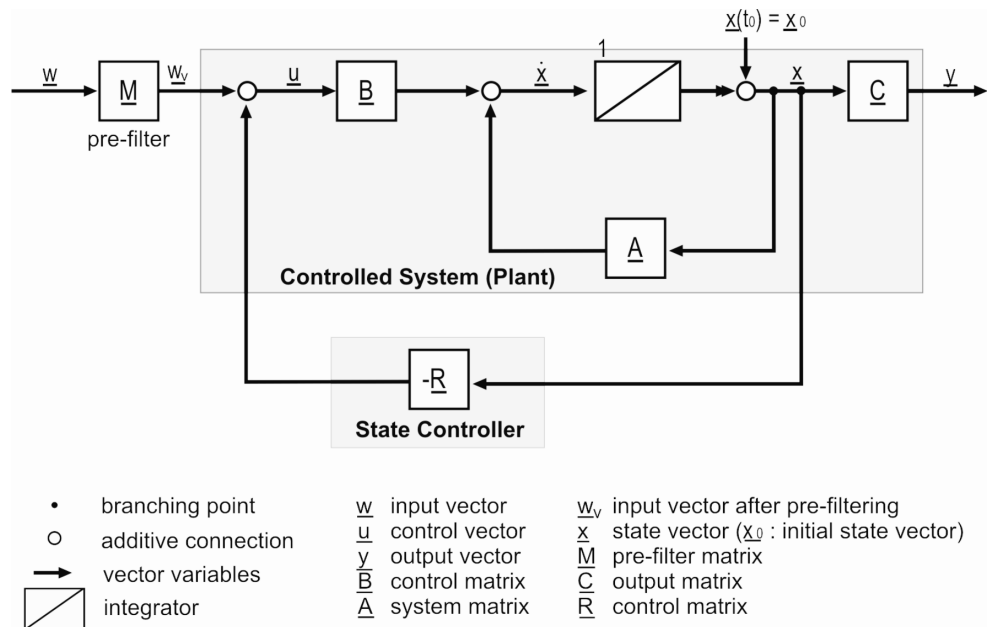 x(t₀) = x₀
1
w
M
wᵥ
u
B
ẋ
x
C
y
pre-filter
A
Controlled System (Plant)
-R
State Controller
branching point
additive connection
vector variables
integrator
w input vector
u control vector
y output vector
B control matrix
A system matrix
wᵥ input vector after pre-filtering
x state vector (x₀ : initial state vector)
M pre-filter matrix
C output matrix
R control matrix